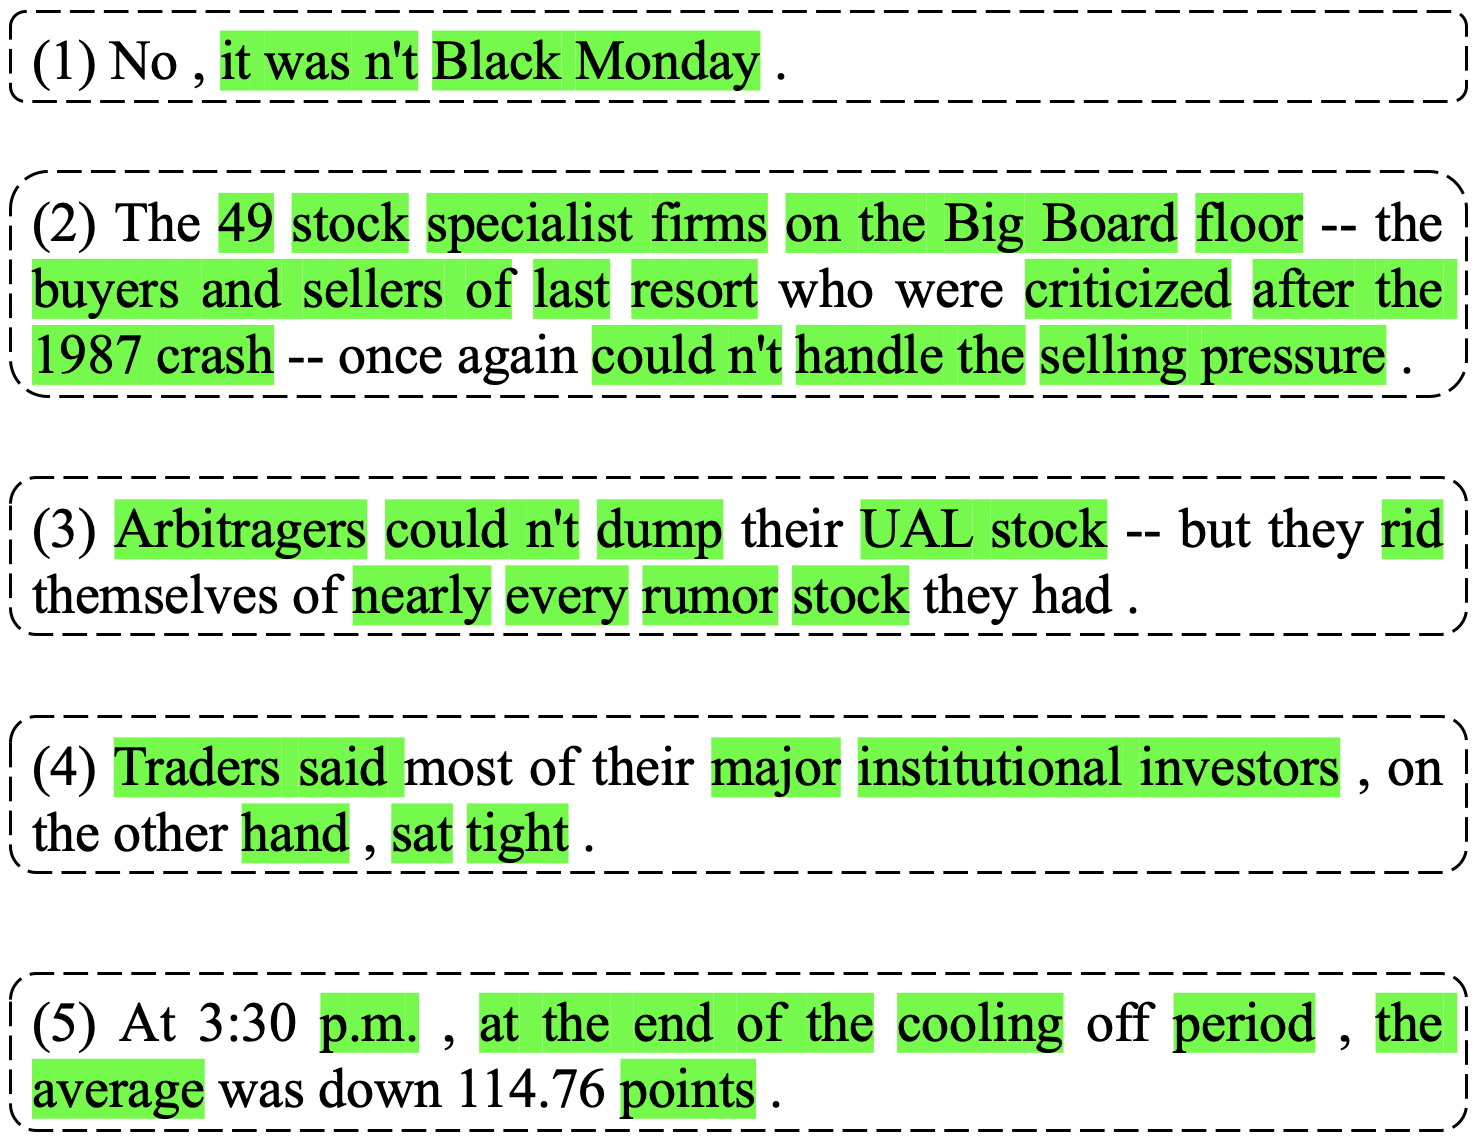 (1) No , it was n't Black Monday .
(2) The 49 stock specialist firms on the Big Board floor -- the
buyers and sellers of last resort who were criticized after the
1987 crash -- once again could n't handle the selling pressure .
(3) Arbitragers could n't dump their UAL stock -- but they rid
themselves of nearly every rumor stock they had .
(4) Traders said most of their major institutional investors , on
the other hand , sat tight .
(5) At 3:30 p.m. , at the end of the cooling off period , the
average was down 114.76 points .